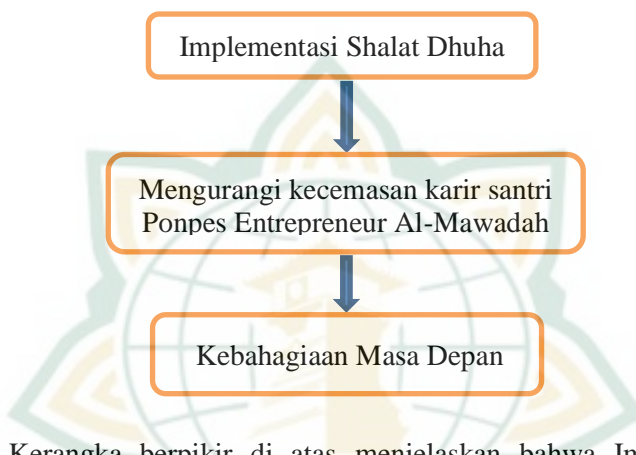 Implementasi Shalat Dhuha
Mengurangi kecemasan karir santri
Ponpes Entrepreneur Al-Mawadah
Kebahagiaan Masa Depan
Kerangka berpikir di atas menjelaskan bahwa